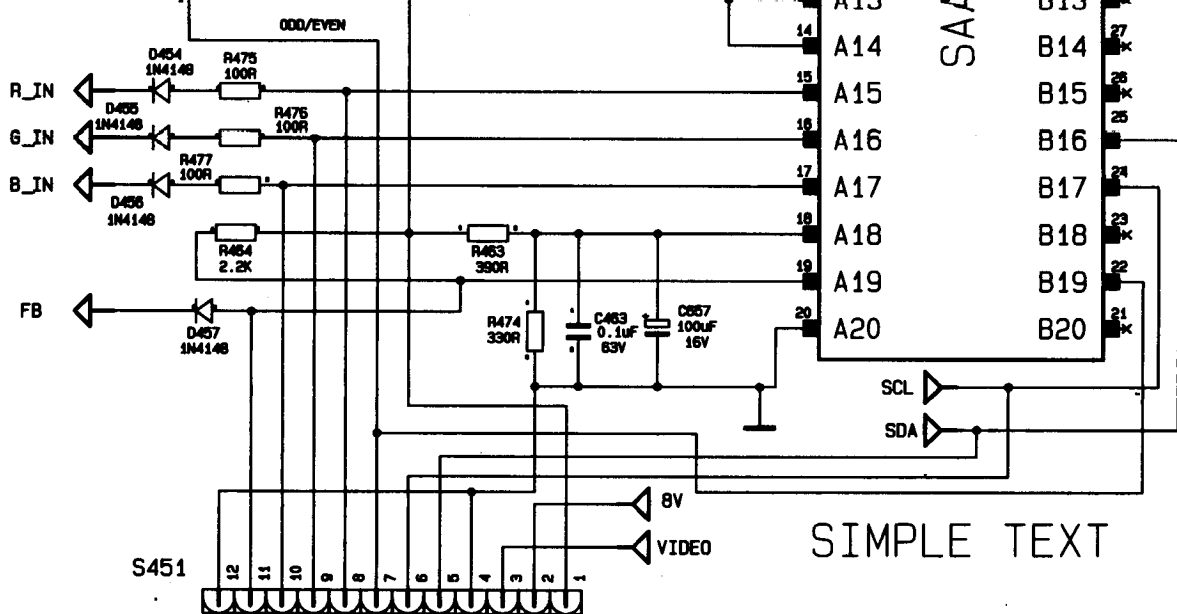 A13
B13
ODD/EVEN
SAA
14
A14
B14
27
D454
1N4148
R475
100R
R_IN
15
A15
B15
26
D455
1N4148
R476
100R
G_IN
16
A16
B16
25
R477
100R
B_IN
D456
1N4148
17
A17
B17
24
18
A18
B18
23
R464
2.2K
R463
390R
19
A19
B19
22
FB
D457
1N4148
R474
330R
C463
0.1uF
63V
C667
100uF
16V
20
A20
B20
21
SCL
SDA
8V
VIDEO
SIMPLE TEXT
S451
12
11
10
9
8
7
6
5
4
3
2
1